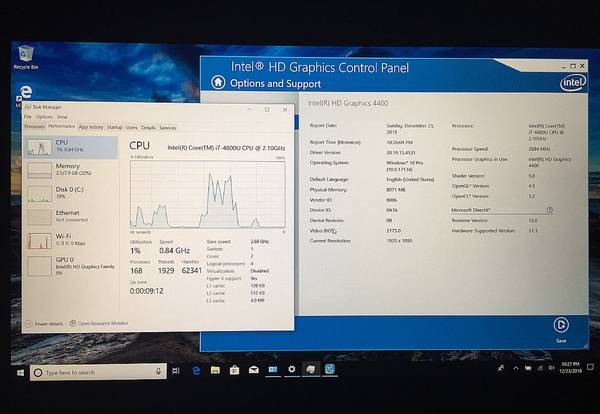 Recycle Bin
Intel® HD Graphics Control Panel
Options and Support
intel
Intel(R) HD Graphics 4400
Report Date: Sunday, December 23, 2018
Report Time (hh:mm:ss): 10:26:04 PM
Driver Version: 20.19.15.4531
Operating System: Windows* 10 Pro (10.0.17134)
Default Language: English (United States)
Physical Memory: 8071 MB
Vendor ID: 8086
Device ID: 0A16
Device Revision: 0B
Video BIOS: 2175.0
Current Resolution: 1920 x 1080
Processor: Intel(R) Core(TM) i7-4600U CPU @ 2.10GHz
Processor Speed: 2694 MHz
Processor Graphics in Use: Intel(R) HD Graphics 4400
Shader Version: 5.0
OpenGL* Version: 4.3
OpenCL* Version: 1.2
Microsoft DirectX*
Runtime Version: 12.0
Hardware-Supported Version: 11.1
Save
Task Manager
File Options View
Processes Performance App history Startup Users Details Services
CPU
1% 0.84 GHz
Memory
2.5/7.9 GB (32%)
Disk 0 (C:)
19%
Ethernet
Not connected
Wi-Fi
S: 0 R: 0 Kbps
GPU 0
Intel(R) HD Graphics Family
0%
CPU Intel(R) Core(TM) i7-4600U CPU @ 2.10GHz
% Utilization 100%
60 seconds 0
Utilization Speed
1% 0.84 GHz
Processes Threads Handles
168 1929 62341
Up time
0:00:09:12
Base speed: 2.69 GHz
Sockets: 1
Cores: 2
Logical processors: 4
Virtualization: Disabled
Hyper-V support: Yes
L1 cache: 128 KB
L2 cache: 512 KB
L3 cache: 4.0 MB
Fewer details Open Resource Monitor
Type here to search
10:27 PM
12/23/2018